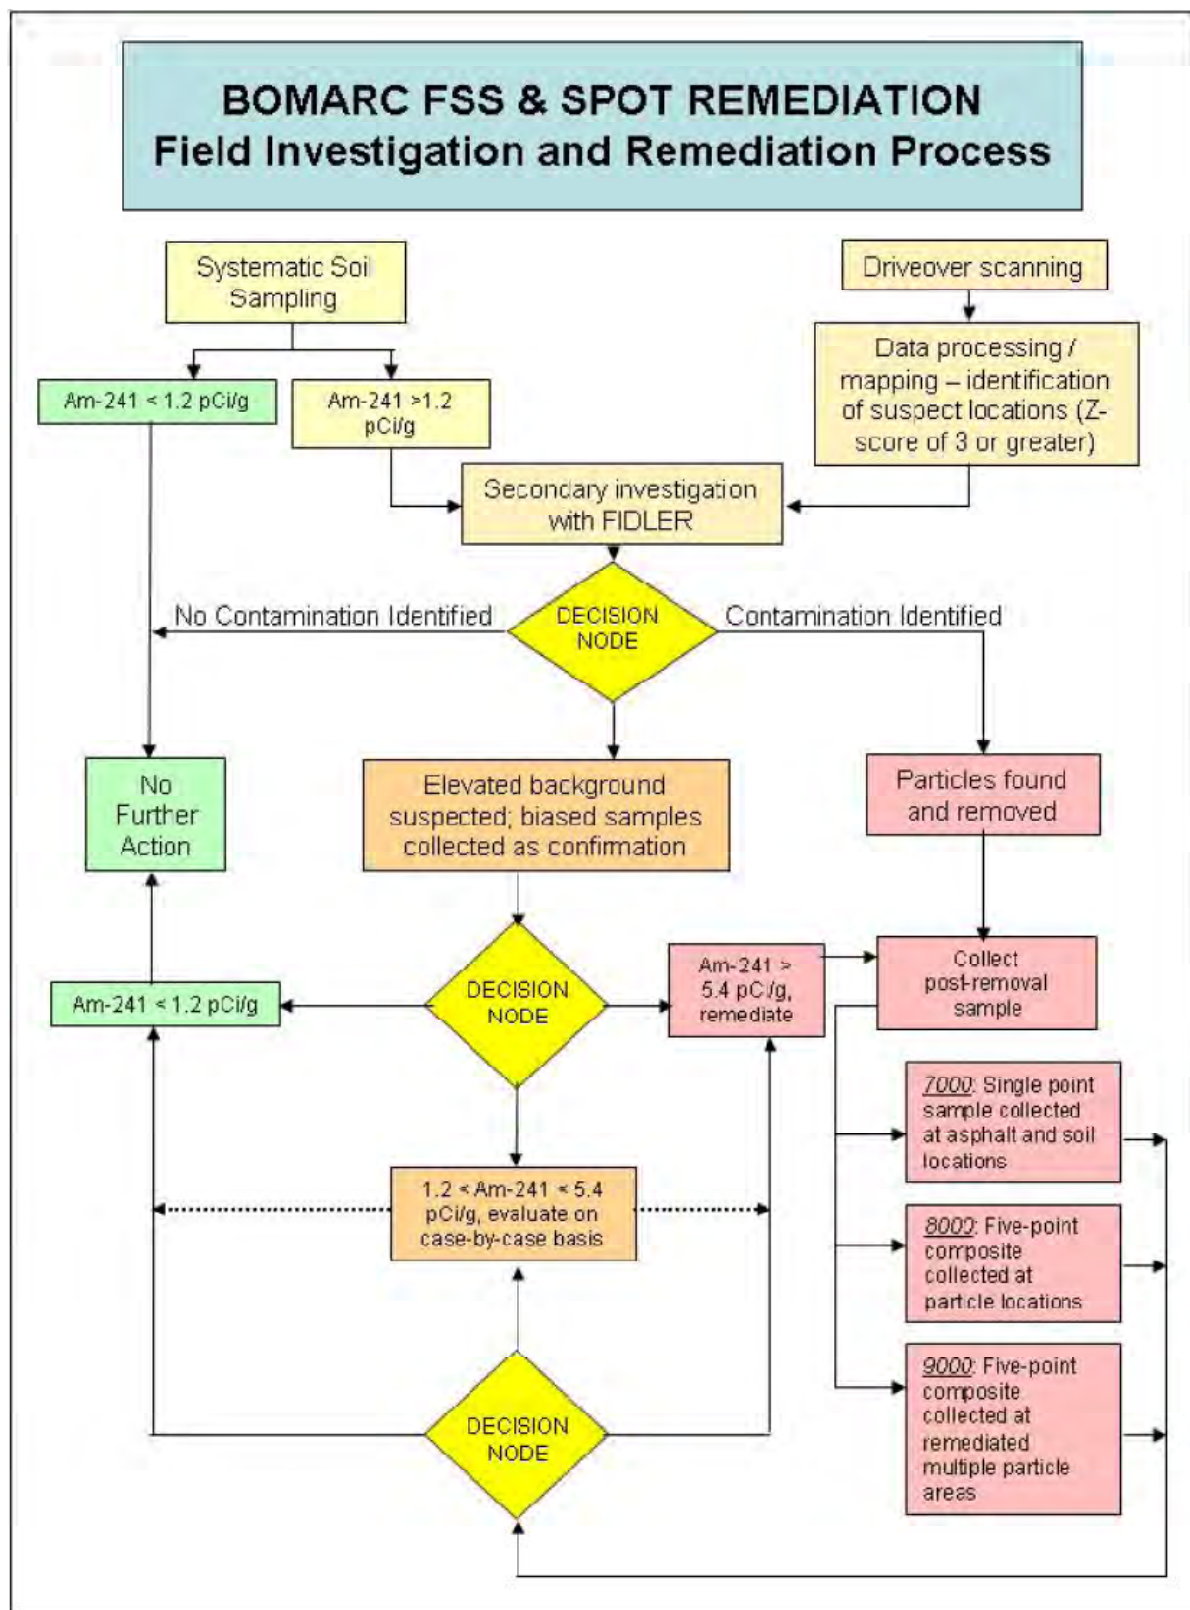 BOMARC FSS & SPOT REMEDIATION
Field Investigation and Remediation Process
Systematic Soil
Sampling
Driveover scanning
Am-241 < 1.2 pCi/g
Am-241 >1.2
pCi/g
Data processing /
mapping – identification
of suspect locations (Z-
score of 3 or greater)
Secondary investigation
with FIDLER
No Contamination Identified
DECISION
NODE
Contamination Identified
No
Further
Action
Elevated background
suspected; biased samples
collected as confirmation
Particles found
and removed
Am-241 < 1.2 pCi/g
DECISION
NODE
Am-241 >
5.4 pCi/g,
remediate
Collect
post-removal
sample
7000: Single point
sample collected
at asphalt and soil
locations
1.2 < Am-241 < 5.4
pCi/g, evaluate on
case-by-case basis
8000: Five-point
composite
collected at
particle locations
9000: Five-point
composite
collected at
remediated
multiple particle
areas
DECISION
NODE